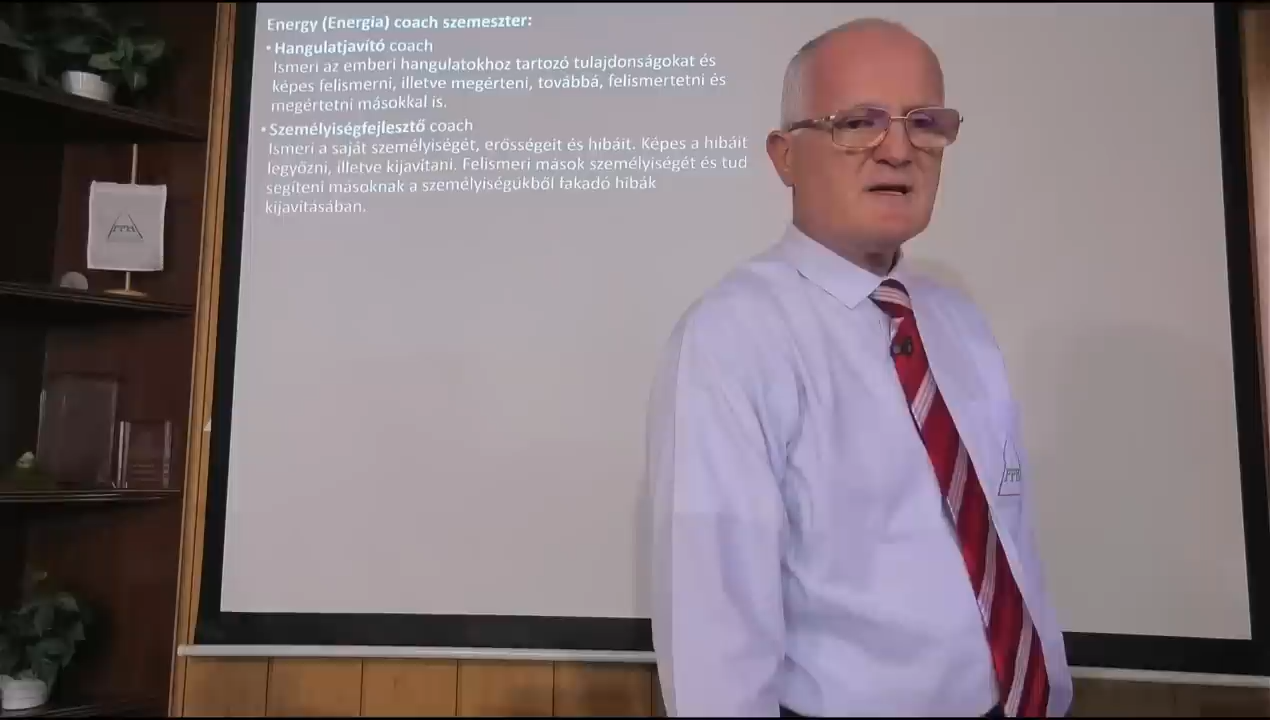 Energy (Energia) coach szemeszter:
• Hangulatjavító coach
Ismeri az emberi hangulatokhoz tartozó tulajdonságokat és
képes felismerni, illetve megérteni, továbbá, felismertetni és
megértetni másokkal is.
• Személyiségfejlesztő coach
Ismeri a saját személyiségét, erősségeit és hibáit. Képes a hibáit
legyőzni, illetve kijavítani. Felismeri mások személyiségét és tud
segíteni másoknak a személyiségükből fakadó hibák
kijavításában.